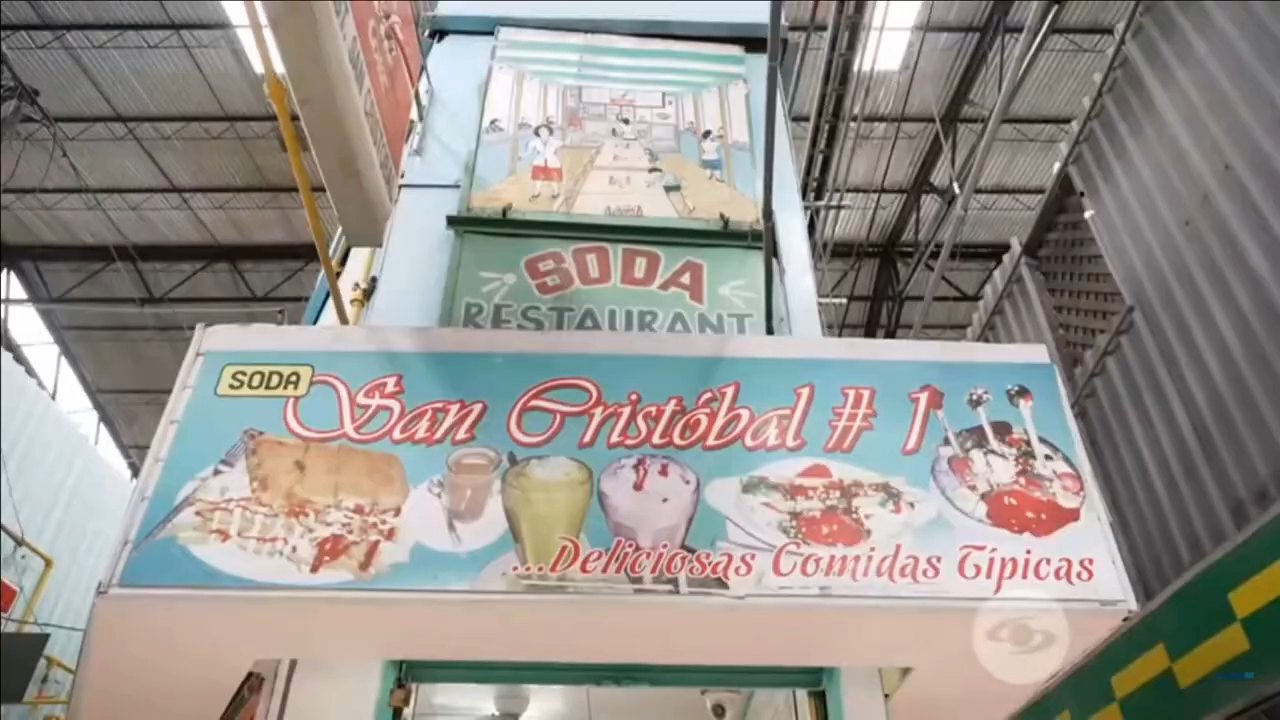 SODA
RESTAURANT
SODA
San Cristóbal # 1
...Deliciosas Comidas Típicas